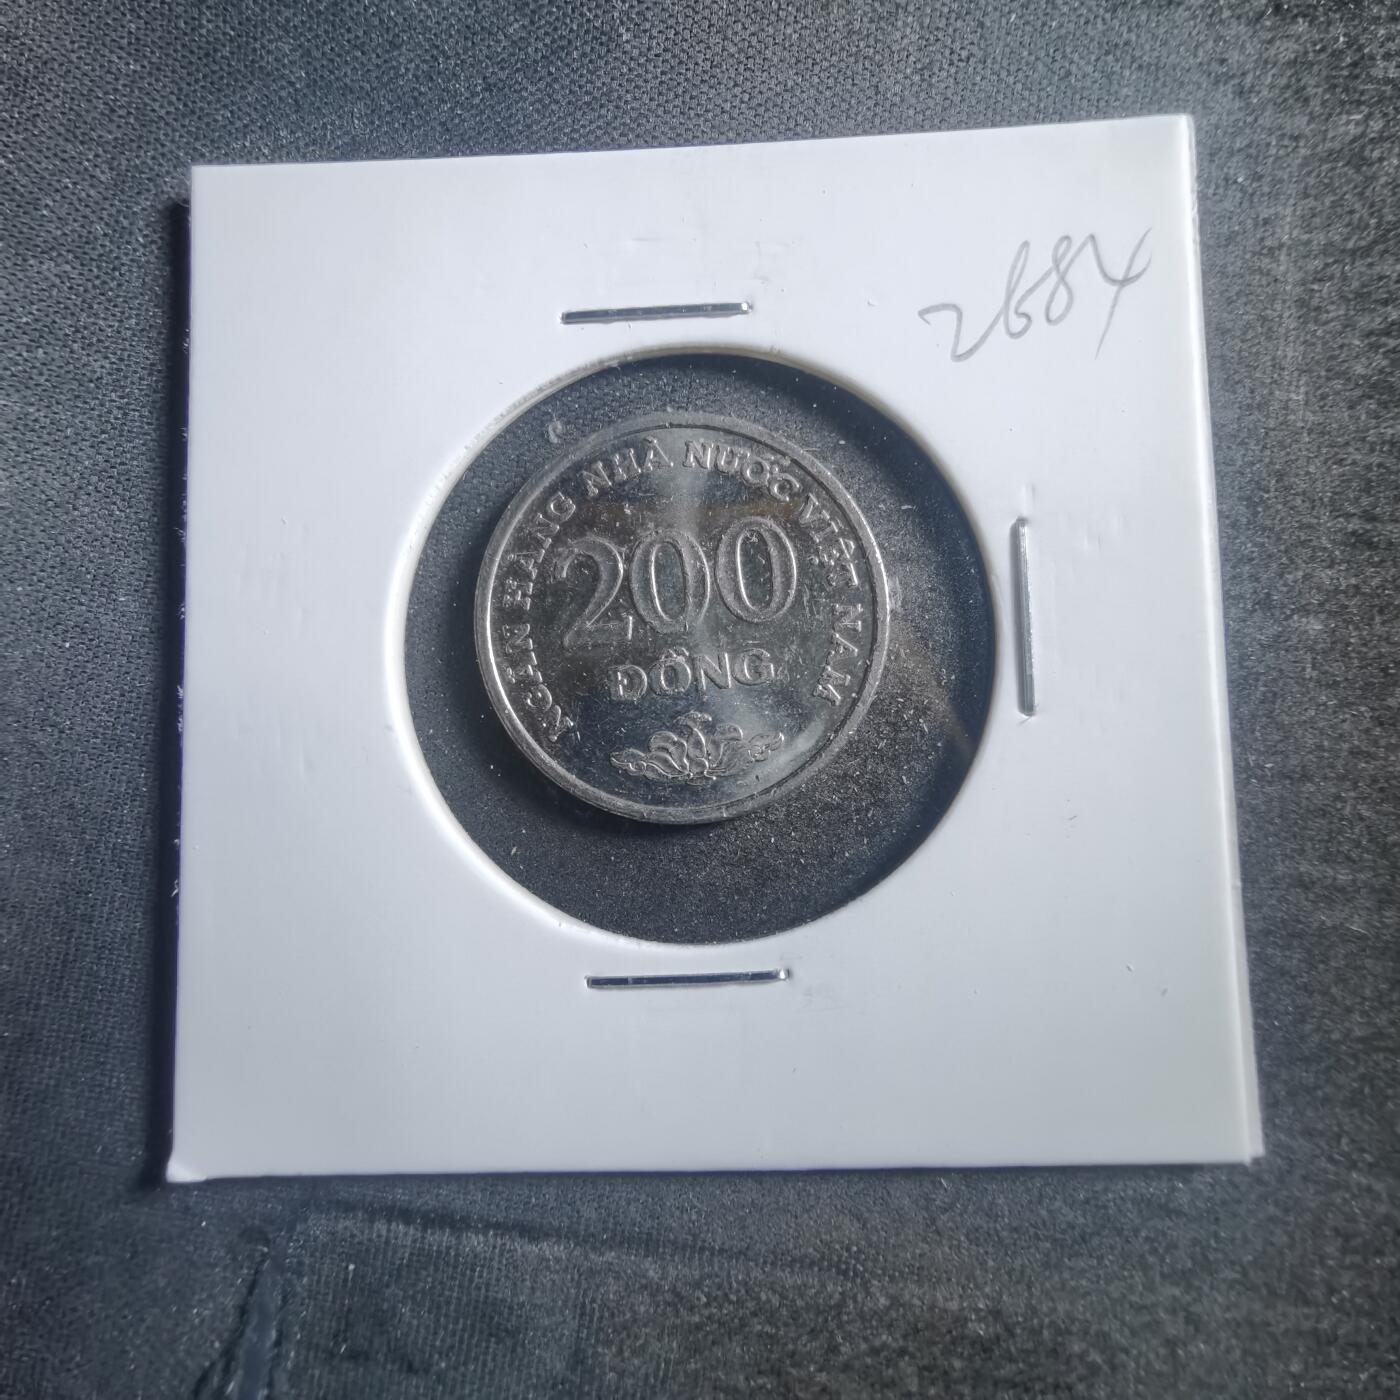 2684
NGÂN HÀNG NHÀ NƯỚC VIỆT NAM
200
ĐỒNG